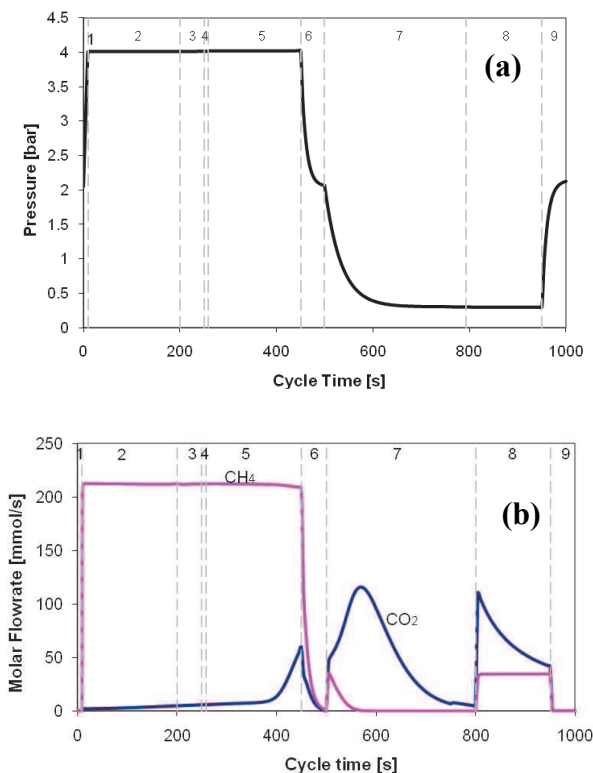 4.5
1 2 3 4 5 6 7 8 9
4
(a)
3.5
3
2.5
2
1.5
1
0.5
0
Pressure [bar]
0 200 400 600 800 1000
Cycle Time [s]
250
1 2 3 4 5 6 7 8 9
CH4
200
150
(b)
100
CO2
50
0
Molar Flowrate [mmol/s]
0 200 400 600 800 1000
Cycle time [s]